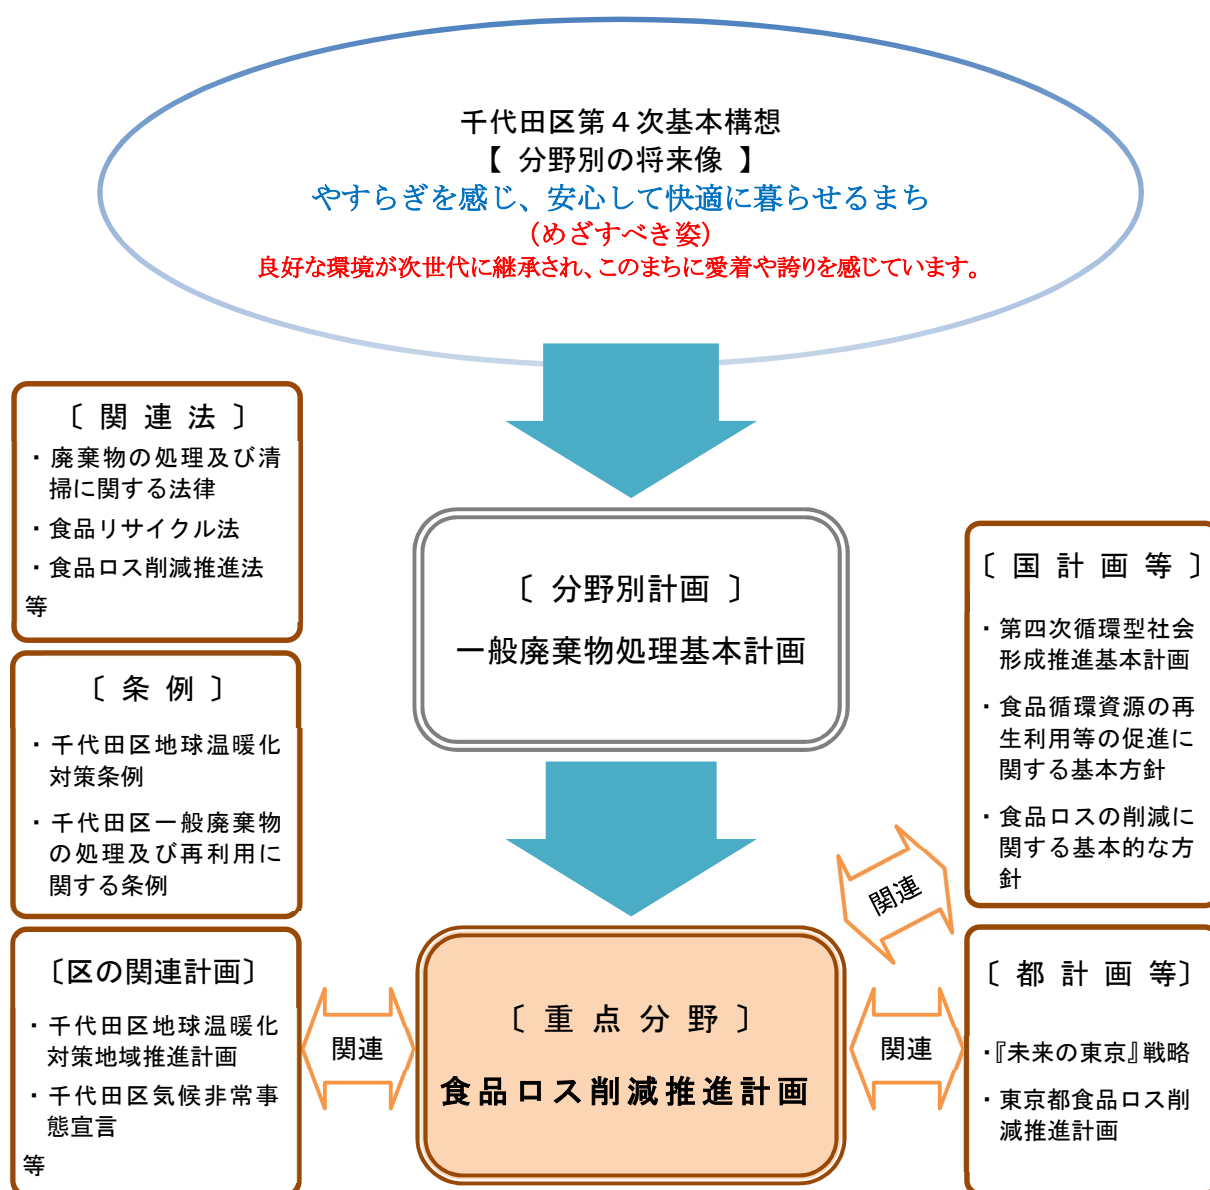 千代田区第４次基本構想
【 分野別の将来像 】
やすらぎを感じ、安心して快適に暮らせるまち
(めざすべき姿)
良好な環境が次世代に継承され、このまちに愛着や誇りを感じています。
〔 関 連 法 〕
・廃棄物の処理及び清
掃に関する法律
・食品リサイクル法
・食品ロス削減推進法
等
〔 条 例 〕
・千代田区地球温暖化
対策条例
・千代田区一般廃棄物
の処理及び再利用に
関する条例
〔区の関連計画〕
・千代田区地球温暖化
対策地域推進計画
・千代田区気候非常事
態宣言
等
〔 分野別計画 〕
一般廃棄物処理基本計画
関連
〔 重 点 分 野 〕
食品ロス削減推進計画
関連
関連
〔 国 計 画 等 〕
・第四次循環型社会
形成推進基本計画
・食品循環資源の再
生利用等の促進に
関する基本方針
・食品ロスの削減に
関する基本的な方
針
〔 都 計 画 等〕
・『未来の東京』戦略
・東京都食品ロス削
減推進計画